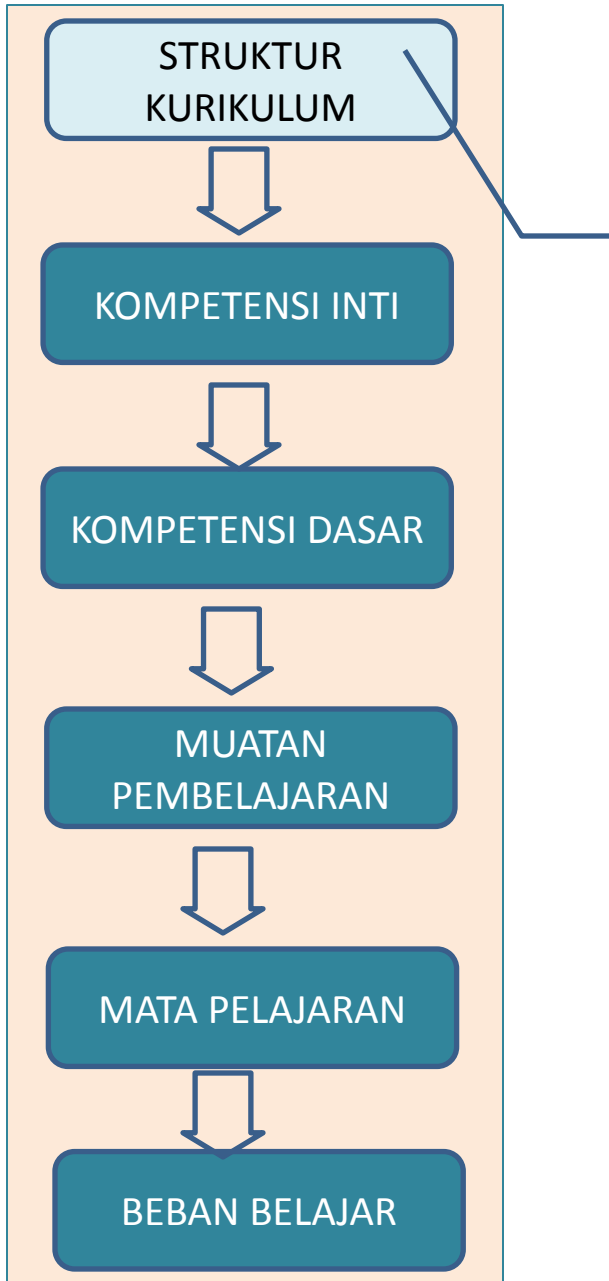 STRUKTUR
KURIKULUM
KOMPETENSI INTI
KOMPETENSI DASAR
MUATAN
PEMBELAJARAN
MATA PELAJARAN
BEBAN BELAJAR